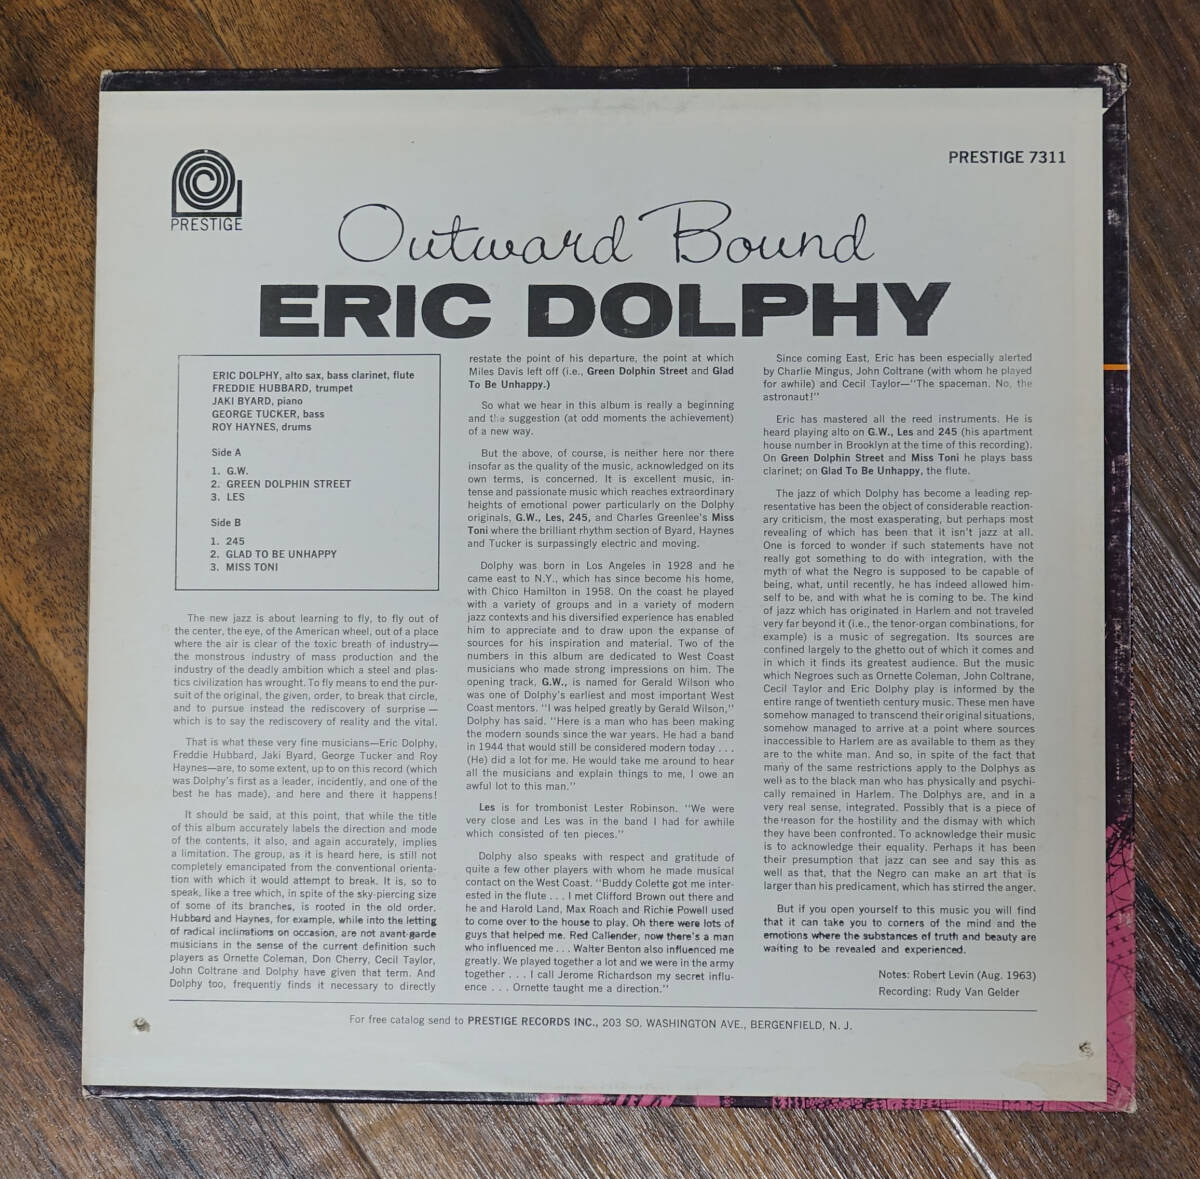 PRESTIGE 7311
PRESTIGE
Outward Bound
ERIC DOLPHY
ERIC DOLPHY, alto sax, bass clarinet, flute
FREDDIE HUBBARD, trumpet
JAKI BYARD, piano
GEORGE TUCKER, bass
ROY HAYNES, drums
Side A
1. G.W.
2. GREEN DOLPHIN STREET
3. LES
Side B
1. 245
2. GLAD TO BE UNHAPPY
3. MISS TONI
The new jazz is about learning to fly, to fly out of
the center, the eye, of the American wheel, out of a place
where the air is clear of the toxic breath of industry—
the monstrous industry of mass production and the
industry of the deadly ambition which a steel and plas-
tics civilization has wrought. To fly means to end the pur-
suit of the original, the given, order, to break that circle,
and to pursue instead the rediscovery of surprise —
which is to say the rediscovery of reality and the vital.
That is what these very fine musicians—Eric Dolphy,
Freddie Hubbard, Jaki Byard, George Tucker and Roy
Haynes—are, to some extent, up to on this record (which
was Dolphy's first as a leader, incidently, and one of the
best he has made), and here and there it happens!
It should be said, at this point, that while the title
of this album accurately labels the direction and mode
of the contents, it also, and again accurately, implies
a limitation. The group, as it is heard here, is still not
completely emancipated from the conventional orienta-
tion with which it would attempt to break. It is, so to
speak, like a tree which, in spite of the sky-piercing size
of some of its branches, is rooted in the old order.
Hubbard and Haynes, for example, while into the letting
of radical inclinations on occasion, are not avant-garde
musicians in the sense of the current definition such
players as Ornette Coleman, Don Cherry, Cecil Taylor,
John Coltrane and Dolphy have given that term. And
Dolphy too, frequently finds it necessary to directly
restate the point of his departure, the point at which
Miles Davis left off (i.e., Green Dolphin Street and Glad
To Be Unhappy.)
So what we hear in this album is really a beginning
and the suggestion (at odd moments the achievement)
of a new way.
But the above, of course, is neither here nor there
insofar as the quality of the music, acknowledged on its
own terms, is concerned. It is excellent music, in-
tense and passionate music which reaches extraordinary
heights of emotional power particularly on the Dolphy
originals, G.W., Les, 245, and Charles Greenlee's Miss
Toni where the brilliant rhythm section of Byard, Haynes
and Tucker is surpassingly electric and moving.
Dolphy was born in Los Angeles in 1928 and he
came east to N.Y., which has since become his home,
with Chico Hamilton in 1958. On the coast he played
with a variety of groups and in a variety of modern
jazz contexts and his diversified experience has enabled
him to appreciate and to draw upon the expanse of
sources for his inspiration and material. Two of the
numbers in this album are dedicated to West Coast
musicians who made strong impressions on him. The
opening track, G.W., is named for Gerald Wilson who
was one of Dolphy's earliest and most important West
Coast mentors. "I was helped greatly by Gerald Wilson,"
Dolphy has said. "Here is a man who has been making
the modern sounds since the war years. He had a band
in 1944 that would still be considered modern today . . .
(He) did a lot for me. He would take me around to hear
all the musicians and explain things to me, I owe an
awful lot to this man."
Les is for trombonist Lester Robinson. "We were
very close and Les was in the band I had for awhile
which consisted of ten pieces."
Dolphy also speaks with respect and gratitude of
quite a few other players with whom he made musical
contact on the West Coast. "Buddy Colette got me inter-
ested in the flute . . . I met Clifford Brown out there and
he and Harold Land, Max Roach and Richie Powell used
to come over to the house to play. Oh there were lots of
guys that helped me. Red Callender, now there's a man
who influenced me . . . Walter Benton also influenced me
greatly. We played together a lot and we were in the army
together . . . I call Jerome Richardson my secret influ-
ence . . . Ornette taught me a direction."
Since coming East, Eric has been especially alerted
by Charlie Mingus, John Coltrane (with whom he played
for awhile) and Cecil Taylor—"The spaceman. No, the
astronaut!"
Eric has mastered all the reed instruments. He is
heard playing alto on G.W., Les and 245 (his apartment
house number in Brooklyn at the time of this recording).
On Green Dolphin Street and Miss Toni he plays bass
clarinet; on Glad To Be Unhappy, the flute.
The jazz of which Dolphy has become a leading rep-
resentative has been the object of considerable reaction-
ary criticism, the most exasperating, but perhaps most
revealing of which has been that it isn't jazz at all.
One is forced to wonder if such statements have not
really got something to do with integration, with the
myth of what the Negro is supposed to be capable of
being, what, until recently, he has indeed allowed him-
self to be, and with what he is coming to be. The kind
of jazz which has originated in Harlem and not traveled
very far beyond it (i.e., the tenor-organ combinations, for
example) is a music of segregation. Its sources are
confined largely to the ghetto out of which it comes and
in which it finds its greatest audience. But the music
which Negroes such as Ornette Coleman, John Coltrane,
Cecil Taylor and Eric Dolphy play is informed by the
entire range of twentieth century music. These men have
somehow managed to transcend their original situations,
somehow managed to arrive at a point where sources
inaccessible to Harlem are as available to them as they
are to the white man. And so, in spite of the fact that
many of the same restrictions apply to the Dolphys as
well as to the black man who has physically and psychi-
cally remained in Harlem. The Dolphys are, and in a
very real sense, integrated. Possibly that is a piece of
the reason for the hostility and the dismay with which
they have been confronted. To acknowledge their music
is to acknowledge their equality. Perhaps it has been
their presumption that jazz can see and say this as
well as that, that the Negro can make an art that is
larger than his predicament, which has stirred the anger.
But if you open yourself to this music you will find
that it can take you to corners of the mind and the
emotions where the substances of truth and beauty are
waiting to be revealed and experienced.
Notes: Robert Levin (Aug. 1963)
Recording: Rudy Van Gelder
For free catalog send to PRESTIGE RECORDS INC., 203 SO. WASHINGTON AVE., BERGENFIELD, N. J.